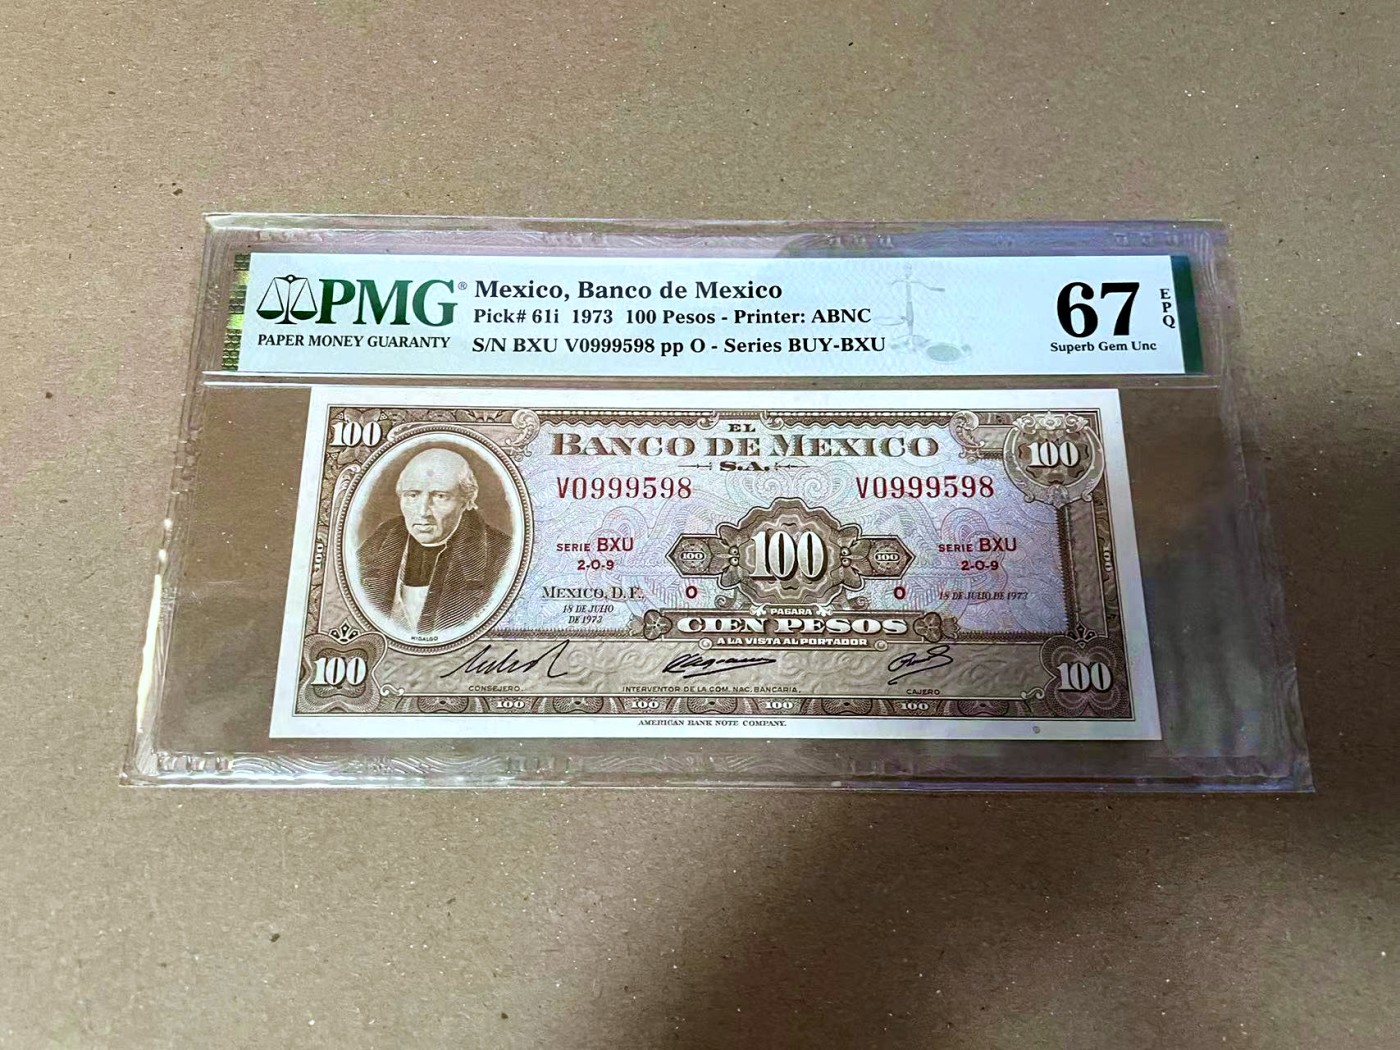 PMG®
PAPER MONEY GUARANTY
Mexico, Banco de Mexico
Pick# 61i 1973 100 Pesos - Printer: ABNC
S/N BXU V0999598 pp O - Series BUY-BXU
67
EPQ
Superb Gem Unc
100
EL
BANCO DE MEXICO
S.A.
100
V0999598
V0999598
SERIE BXU
2-O-9
100
100
100
SERIE BXU
2-O-9
MEXICO, D.F.,
18 DE JULIO
DE 1973
O
O
18 DE JULIO DE 1973
PAGARA
CIEN PESOS
A LA VISTA AL PORTADOR
HIDALGO
100
100
CONSEJERO.
INTERVENTOR DE LA COM. NAC. BANCARIA.
CAJERO
100
100
100
100
AMERICAN BANK NOTE COMPANY.